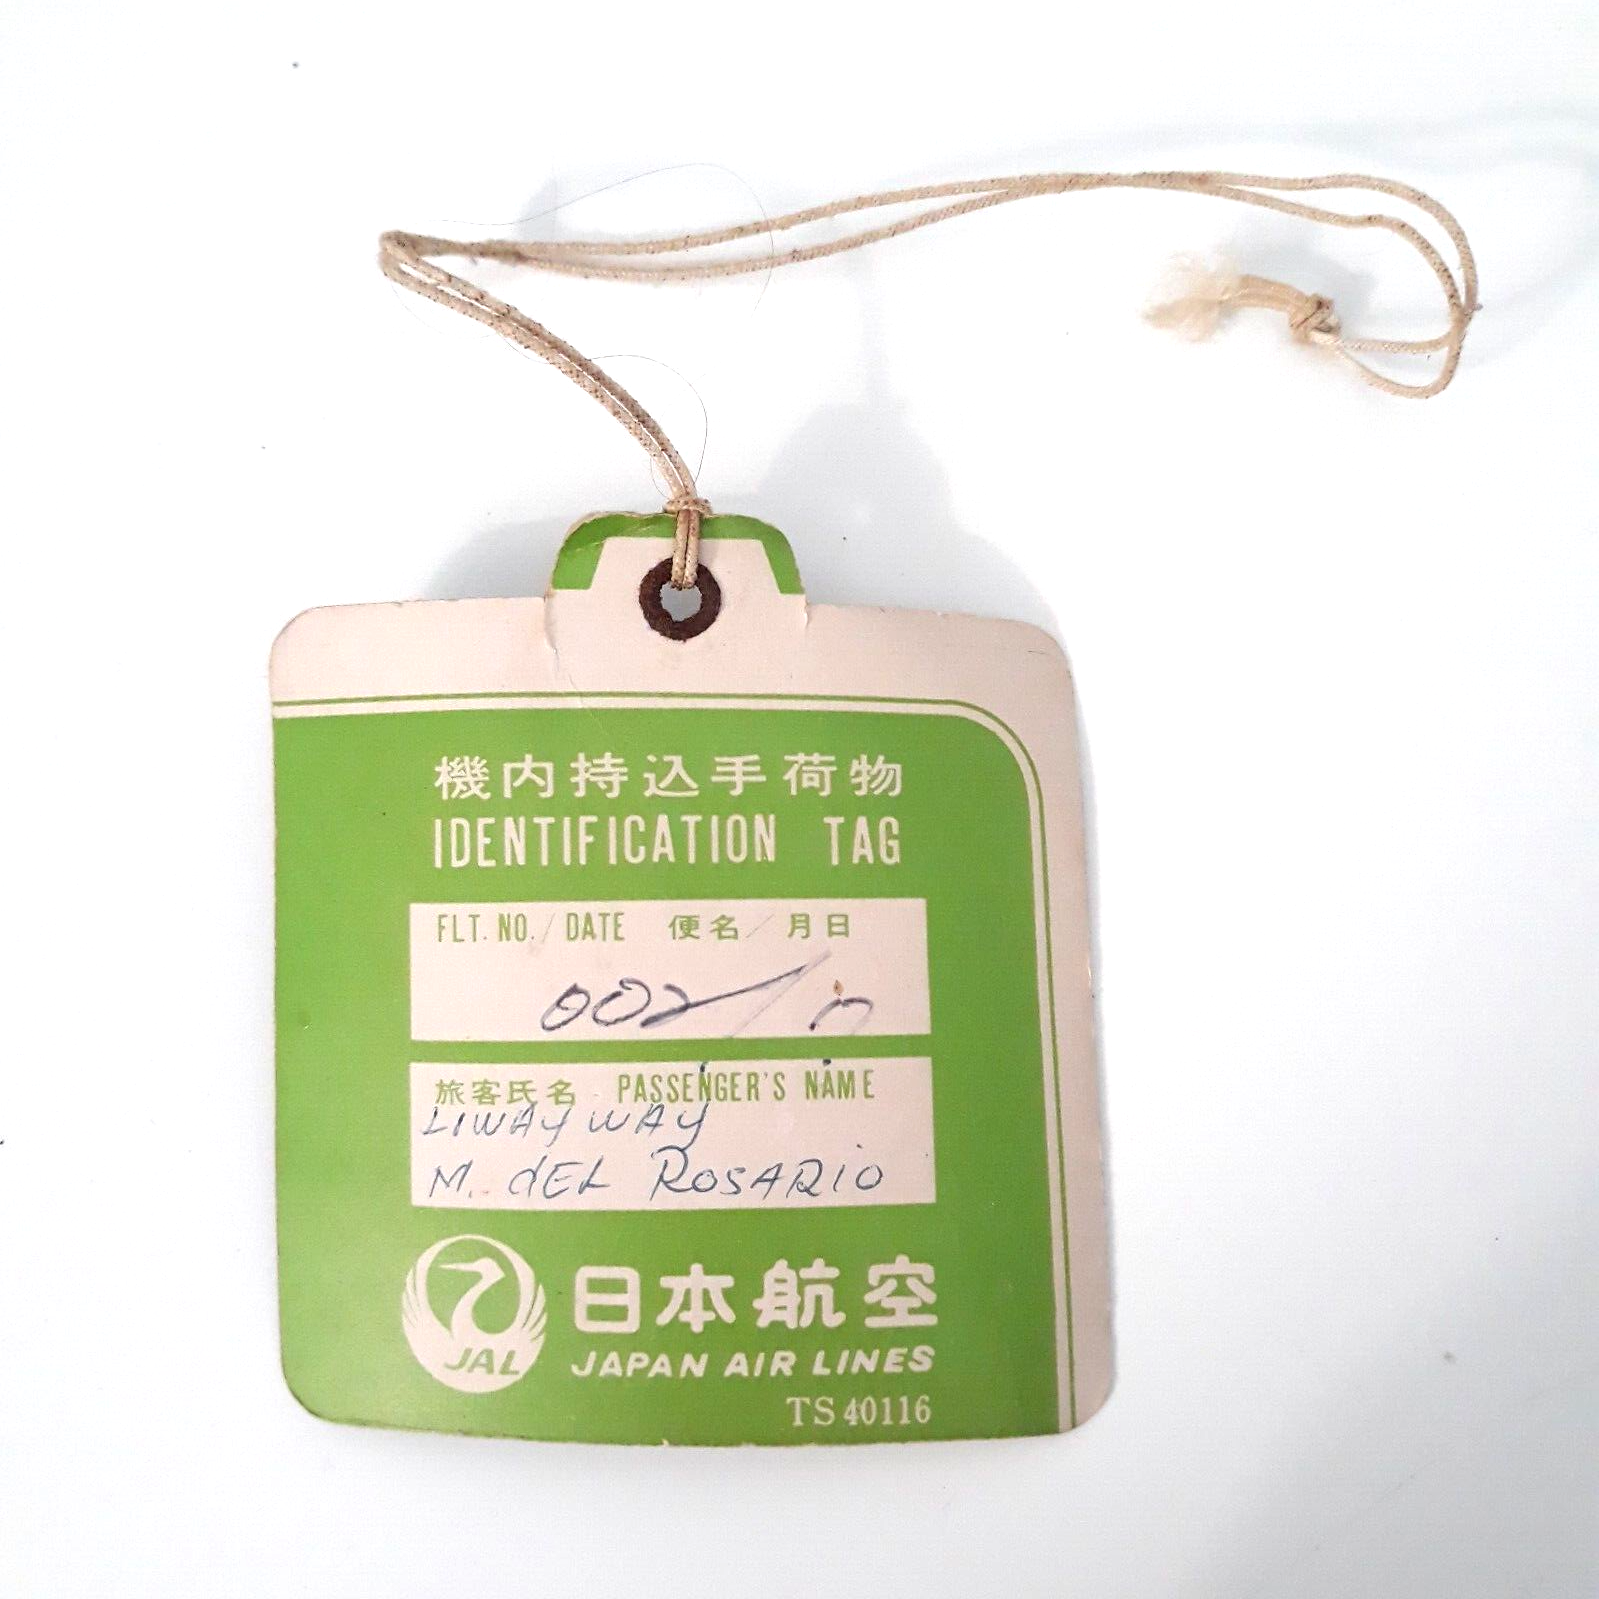 機内持込手荷物
IDENTIFICATION TAG
FLT. NO. / DATE 便名 / 月日
002/
旅客氏名 PASSENGER'S NAME
LIWAYWAY
M. dEL ROSARIO
JAL
日本航空
JAPAN AIR LINES
TS 40116